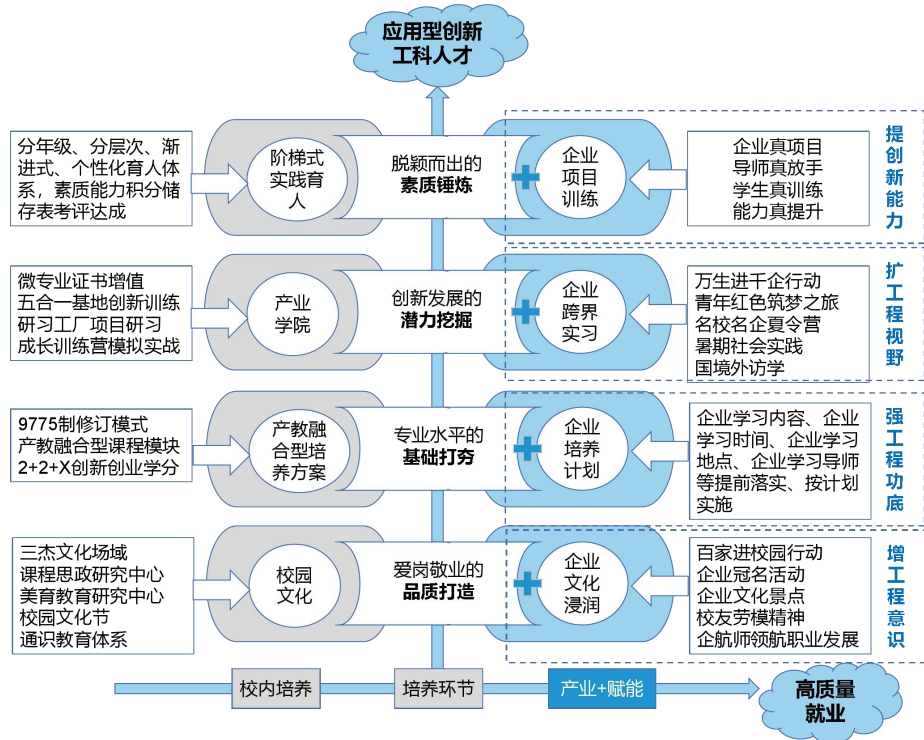 应用型创新
工科人才
分年级、分层次、渐
进式、个性化育人体
系，素质能力积分储
存表考评达成
阶梯式
实践育
人
脱颖而出的
素质锤炼
企业
项目
训练
企业真项目
导师真放手
学生真训练
能力真提升
提创新能力
微专业证书增值
五合一基地创新训练
研习工厂项目研习
成长训练营模拟实战
产业
学院
创新发展的
潜力挖掘
企业
跨界
实习
万生进千企行动
青年红色筑梦之旅
名校名企夏令营
暑期社会实践
国境外访学
扩工程视野
9775制修订模式
产教融合型课程模块
2+2+X创新创业学分
产教融
合型培
养方案
专业水平的
基础打夯
企业
培养
计划
企业学习内容、企业
学习时间、企业学习
地点、企业学习导师
等提前落实、按计划
实施
强工程功底
三杰文化场域
课程思政研究中心
美育教育研究中心
校园文化节
通识教育体系
校园
文化
爱岗敬业的
品质打造
企业
文化
浸润
百家进校园行动
企业冠名活动
企业文化景点
校友劳模精神
企航师领航职业发展
增工程意识
校内培养
培养环节
产业+赋能
高质量
就业